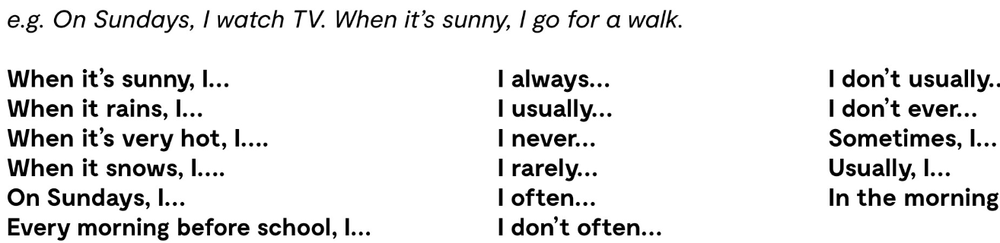 e.g. On Sundays, I watch TV. When it’s sunny, I go for a walk.
When it’s sunny, I...
When it rains, I...
When it’s very hot, I....
When it snows, I....
On Sundays, I...
Every morning before school, I...
I always...
I usually...
I never...
I rarely...
I often...
I don’t often...
I don’t usually..
I don’t ever...
Sometimes, I...
Usually, I...
In the morning